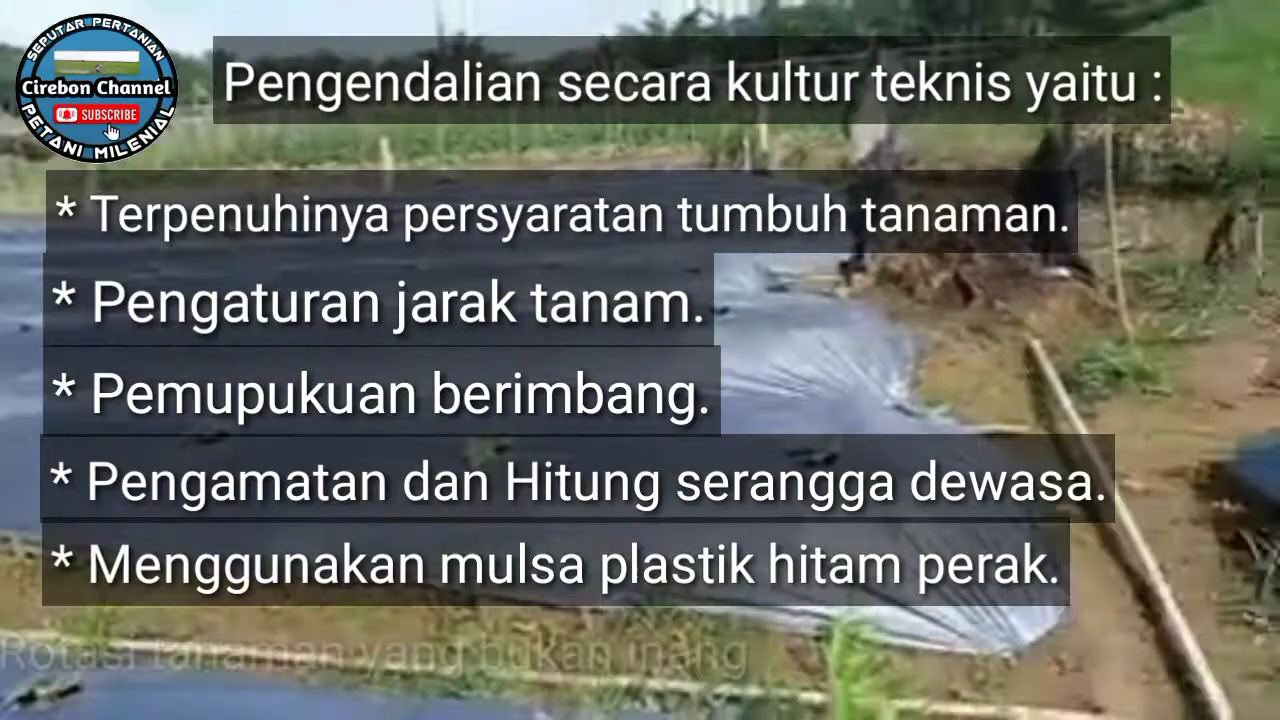 SEPUTAR PERTANIAN
Cirebon Channel
SUBSCRIBE
PETANI MILENIAL
Pengendalian secara kultur teknis yaitu :
* Terpenuhinya persyaratan tumbuh tanaman.
* Pengaturan jarak tanam.
* Pemupukuan berimbang.
* Pengamatan dan Hitung serangga dewasa.
* Menggunakan mulsa plastik hitam perak.
Rotasi tanaman yang bukan inang